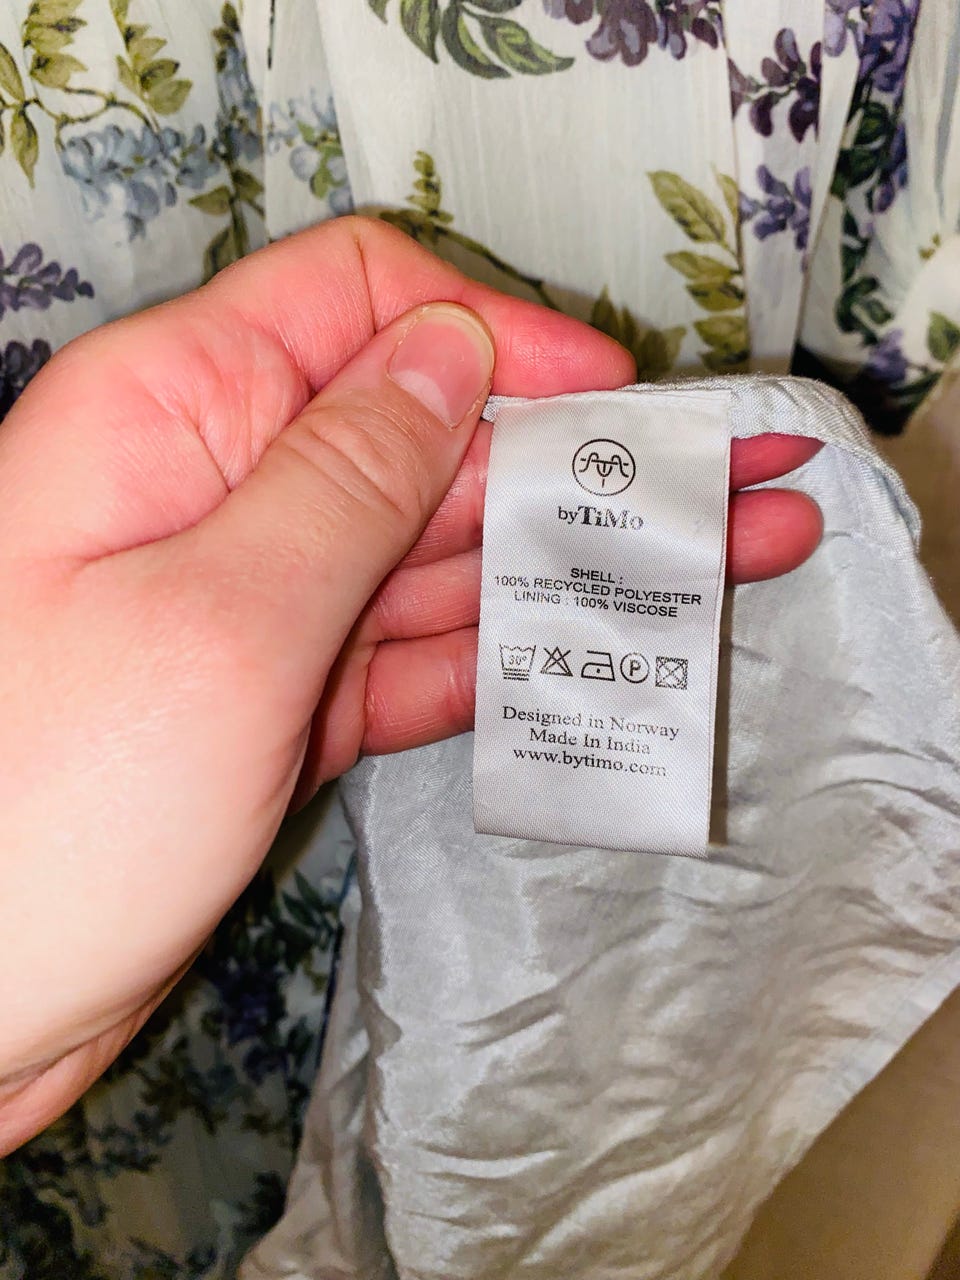 byTiMo
SHELL :
100% RECYCLED POLYESTER
LINING : 100% VISCOSE
30°
P
Designed in Norway
Made In India
www.bytimo.com